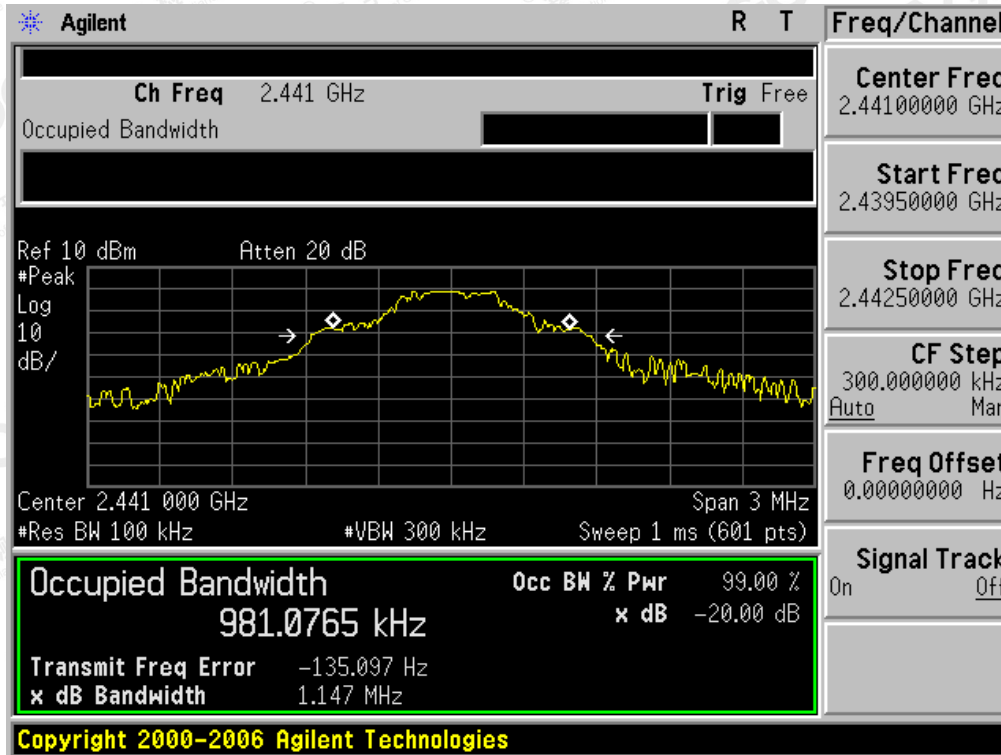 Agilent R T Freq/Channel
Ch Freq 2.441 GHz Trig Free
Occupied Bandwidth
Center Freq
2.44100000 GHz
Start Freq
2.43950000 GHz
Stop Freq
2.44250000 GHz
CF Step
300.000000 kHz
Auto Man
Freq Offset
0.00000000 Hz
Signal Track
On Off
Ref 10 dBm Atten 20 dB
#Peak
Log
10
dB/
Center 2.441 000 GHz Span 3 MHz
#Res BW 100 kHz #VBW 300 kHz Sweep 1 ms (601 pts)
Occupied Bandwidth Occ BW % Pwr 99.00 %
981.0765 kHz x dB -20.00 dB
Transmit Freq Error -135.097 Hz
x dB Bandwidth 1.147 MHz
Copyright 2000-2006 Agilent Technologies